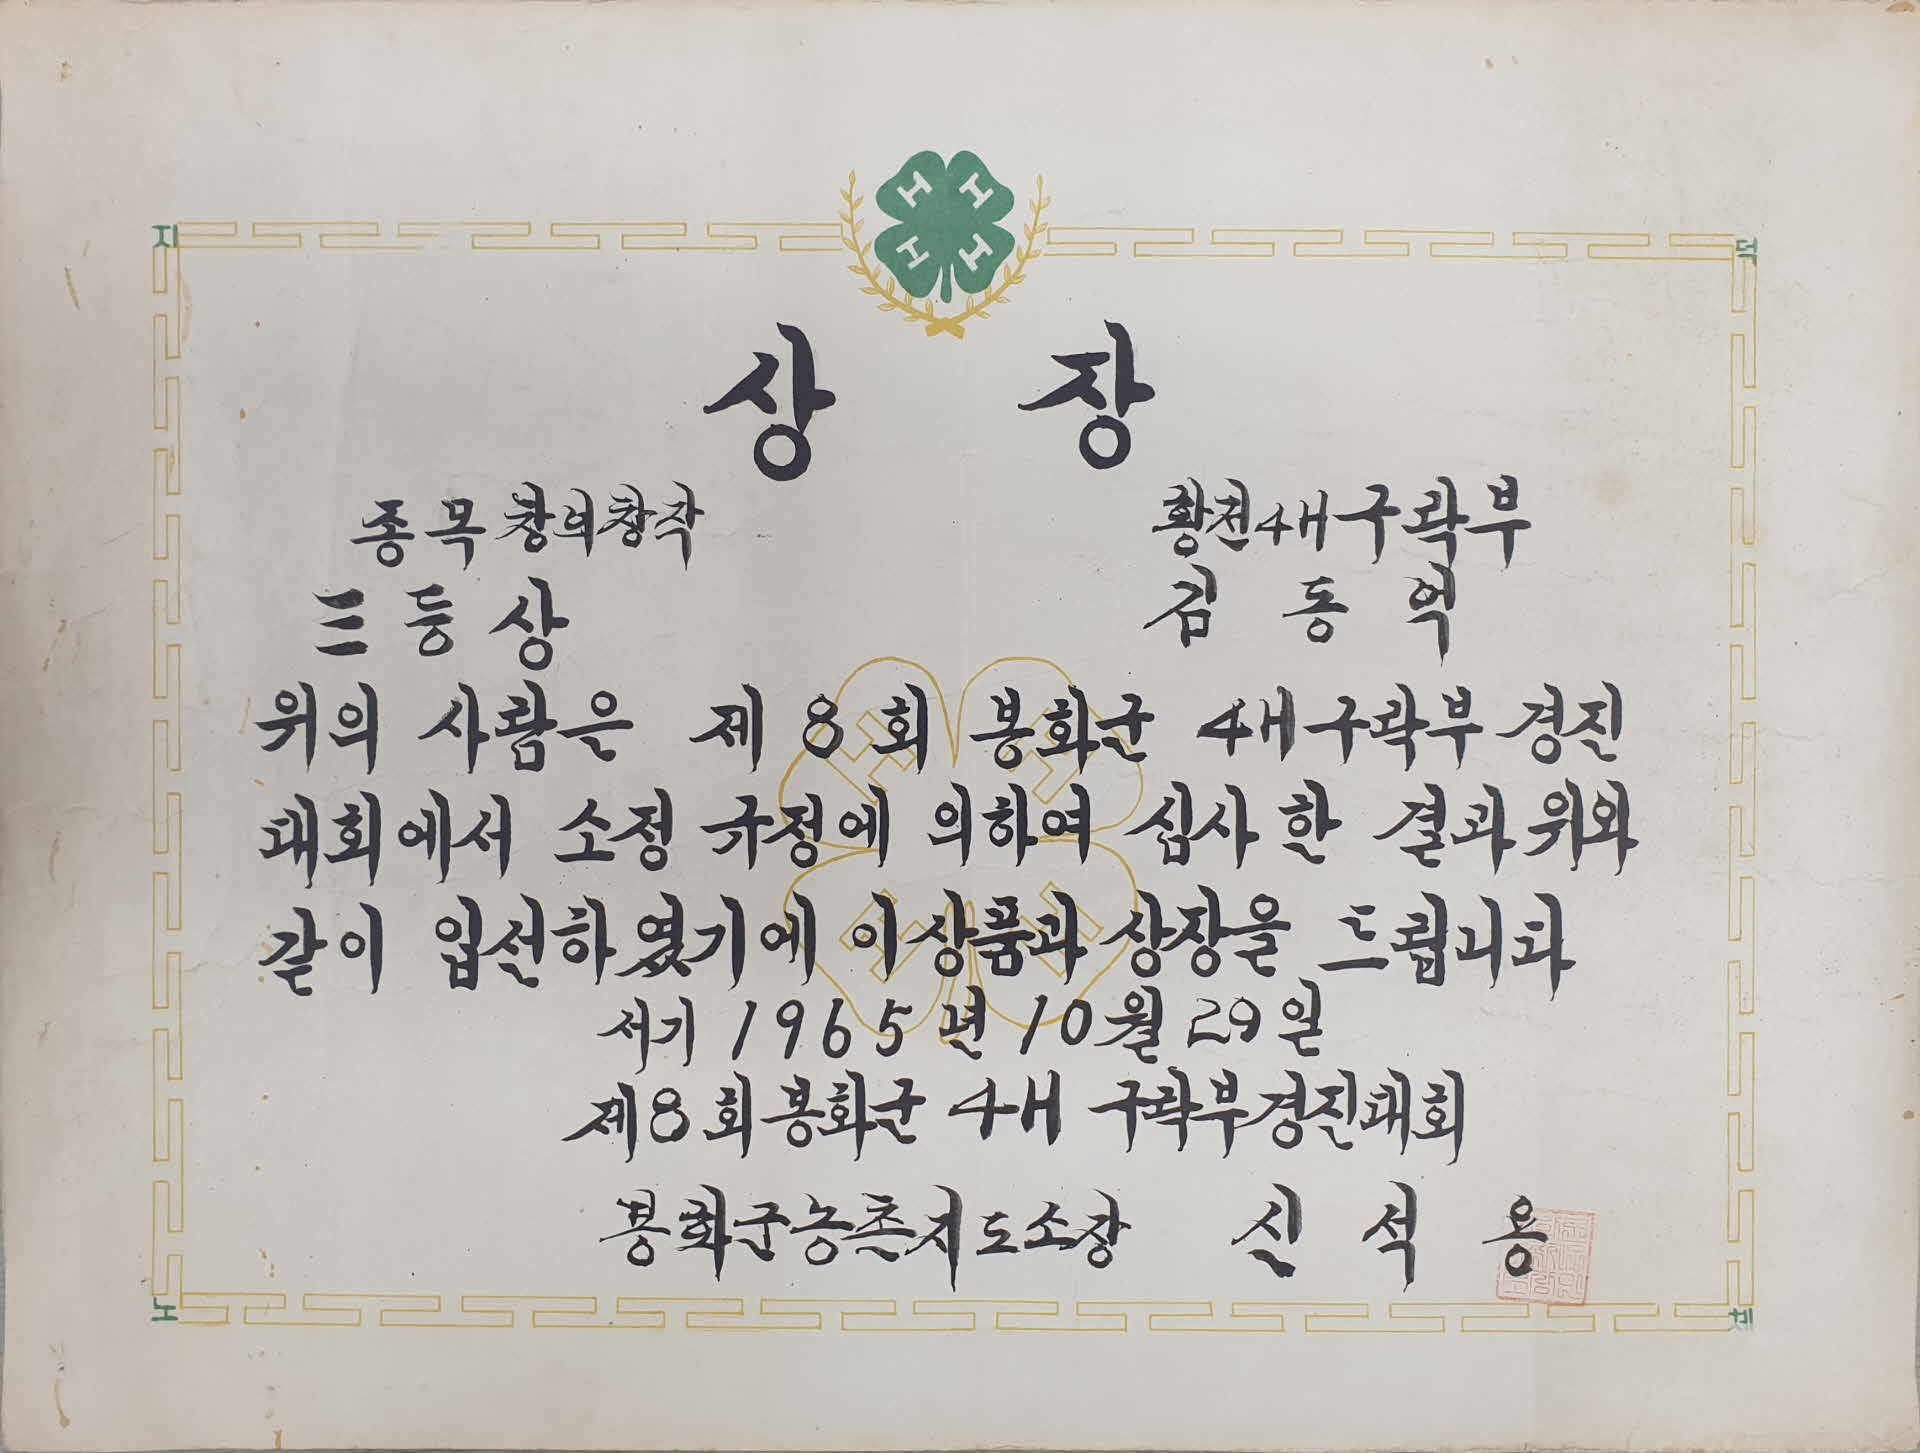 지
덕
상 장
종목 창의창작
황전 4H 구락부
三등상
김동억
위의 사람은 제8회 봉화군 4H구락부 경진
대회에서 소정 규정에 의하여 심사한 결과 위와
같이 입선하였기에 이상품과 상장을 드립니다
서기 1965년 10월 29일
제8회 봉화군 4H 구락부경진대회
봉화군농촌지도소장 신석용
노
체